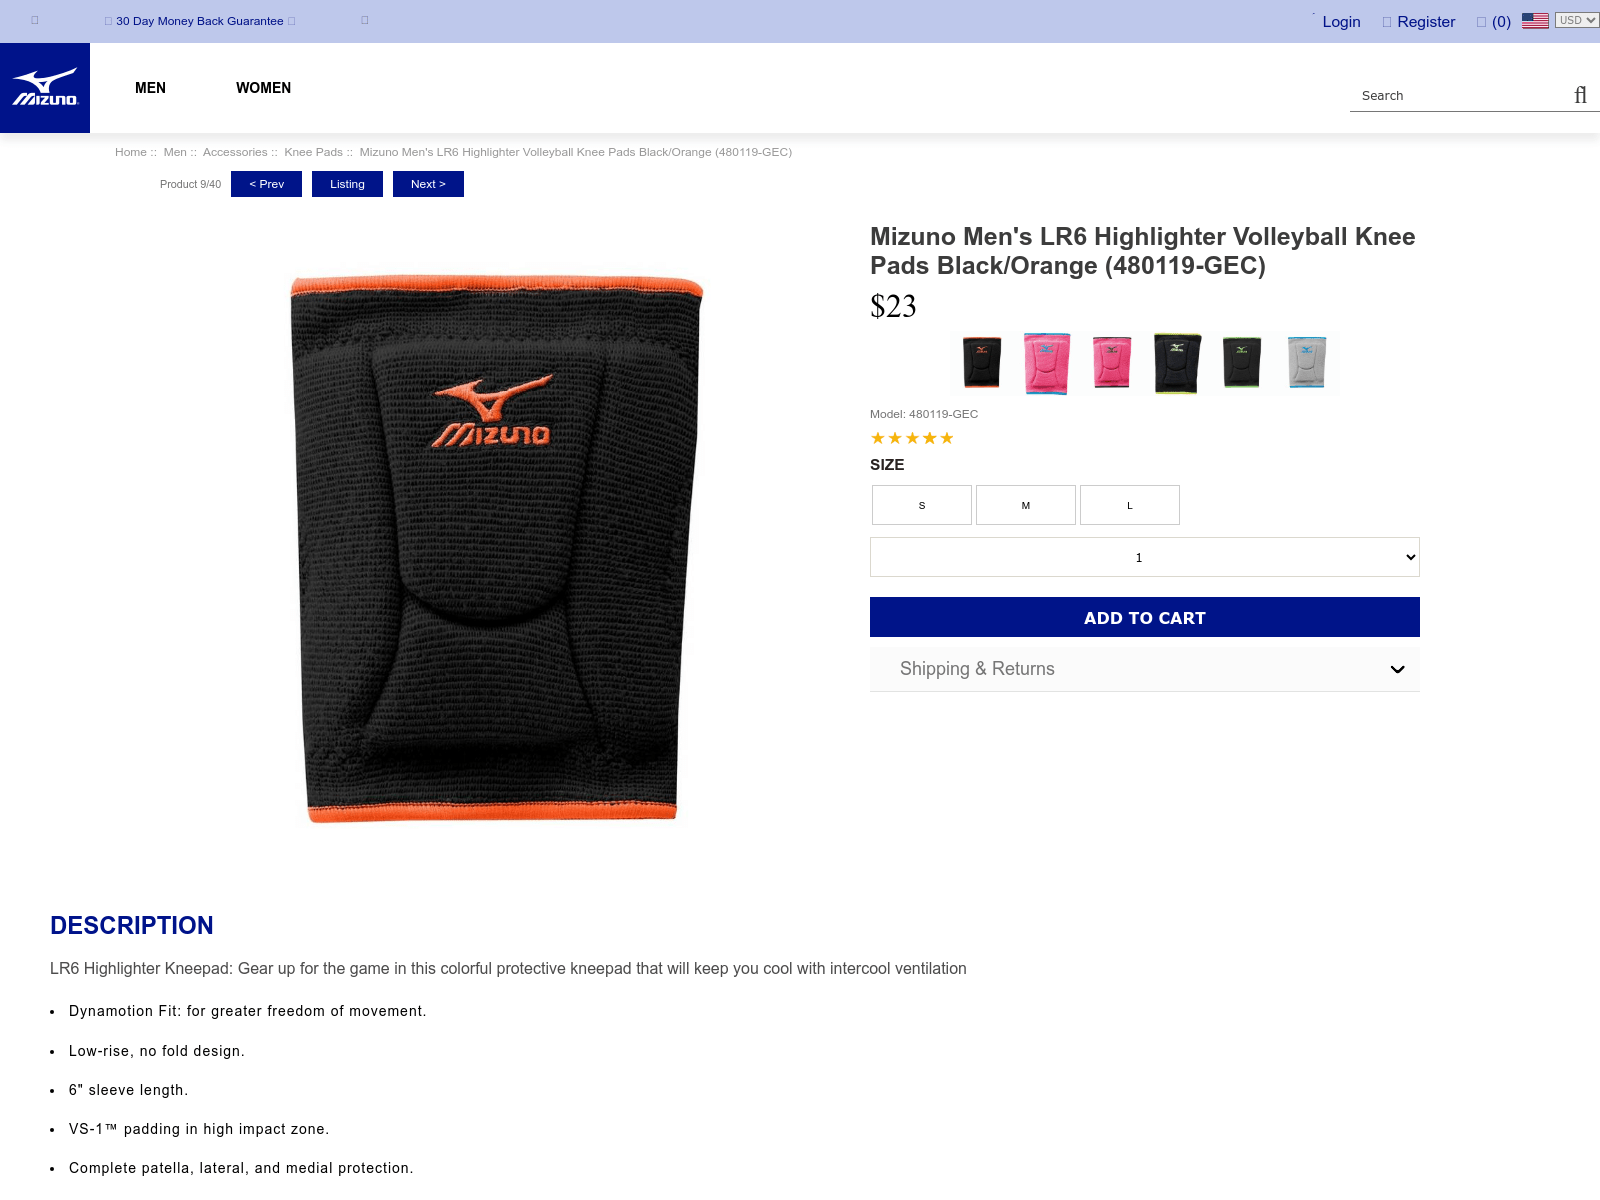 30 Day Money Back Guarantee
Login
Register
(0)
USD
MIZUNO
MEN
WOMEN
Search
Home ::  Men ::  Accessories ::  Knee Pads ::  Mizuno Men's LR6 Highlighter Volleyball Knee Pads Black/Orange (480119-GEC)
Product 9/40
< Prev
Listing
Next >
MIZUNO
Mizuno Men's LR6 Highlighter Volleyball Knee
Pads Black/Orange (480119-GEC)
$23
Model: 480119-GEC
★★★★★
SIZE
S
M
L
1
ADD TO CART
Shipping & Returns
DESCRIPTION
LR6 Highlighter Kneepad: Gear up for the game in this colorful protective kneepad that will keep you cool with intercool ventilation
• Dynamotion Fit: for greater freedom of movement.
• Low-rise, no fold design.
• 6" sleeve length.
• VS-1™ padding in high impact zone.
• Complete patella, lateral, and medial protection.